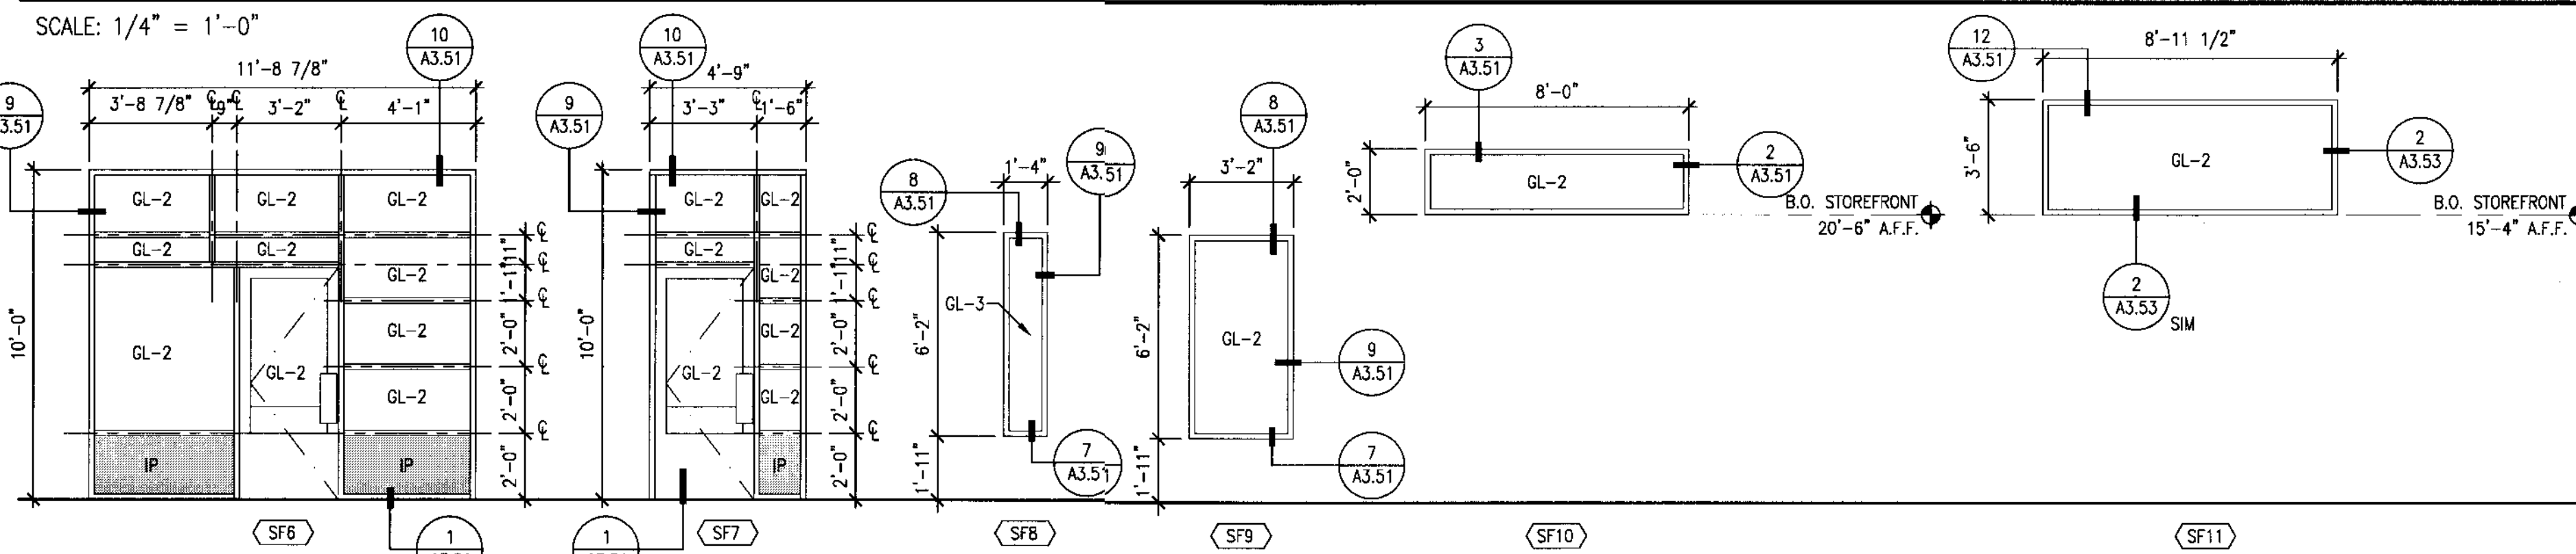 SCALE: 1/4" = 1'-0"
10
A3.51
11'-8 7/8"
3'-8 7/8"
℄
9"
℄
3'-2"
℄
4'-1"
9
3.51
10'-0"
GL-2
GL-2
GL-2
GL-2
GL-2
GL-2
GL-2
GL-2
GL-2
GL-2
IP
IP
℄
11"
℄
1'-1"
℄
2'-0"
℄
2'-0"
℄
2'-0"
SF6
1
10
A3.51
4'-9"
3'-3"
℄
1'-6"
9
A3.51
10'-0"
GL-2
GL-2
GL-2
GL-2
GL-2
GL-2
GL-2
IP
℄
11"
℄
1'-1"
℄
2'-0"
℄
2'-0"
℄
2'-0"
SF7
1
8
A3.51
1'-4"
9
A3.51
GL-3
6'-2"
1'-11"
7
A3.51
SF8
8
A3.51
3'-2"
GL-2
6'-2"
9
A3.51
1'-11"
7
A3.51
SF9
3
A3.51
8'-0"
2'-0"
GL-2
2
A3.51
B.O. STOREFRONT
20'-6" A.F.F.
SF10
12
A3.51
8'-11 1/2"
3'-6"
GL-2
2
A3.53
B.O. STOREFRONT
15'-4" A.F.F.
2
A3.53
SIM
SF11